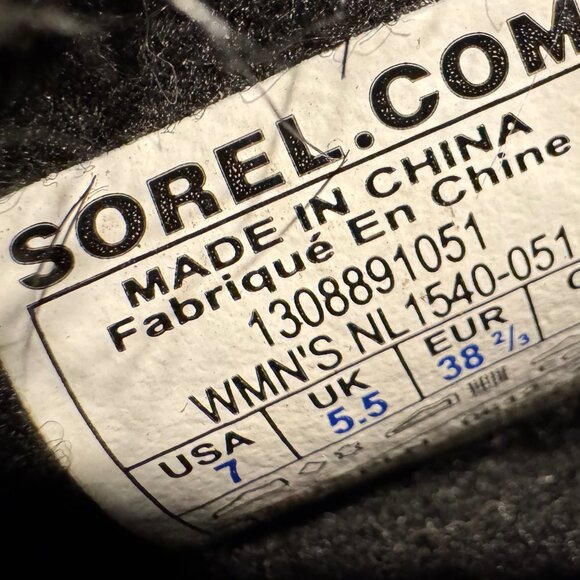 SOREL.COM
MADE IN CHINA
Fabriqué En Chine
1308891051
WMN'S NL1540-051
USA UK EUR
7 5.5 38 2/3